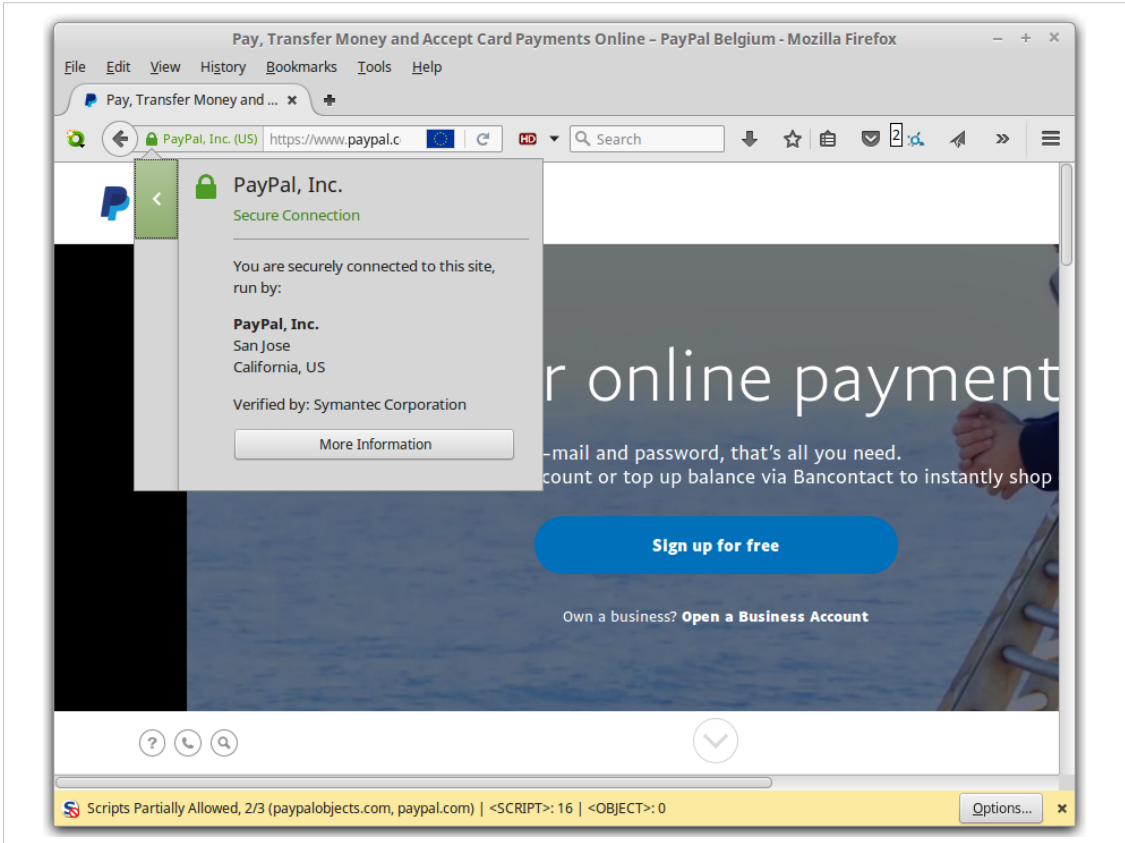 Pay, Transfer Money and Accept Card Payments Online – PayPal Belgium - Mozilla Firefox
File Edit View History Bookmarks Tools Help
Pay, Transfer Money and ...
PayPal, Inc. (US) https://www.paypal.c HD Search 2
PayPal, Inc.
Secure Connection
You are securely connected to this site,
run by:
PayPal, Inc.
San Jose
California, US
Verified by: Symantec Corporation
More Information
r online payment
-mail and password, that's all you need.
count or top up balance via Bancontact to instantly shop
Sign up for free
Own a business? Open a Business Account
Scripts Partially Allowed, 2/3 (paypalobjects.com, paypal.com) | <SCRIPT>: 16 | <OBJECT>: 0 Options...